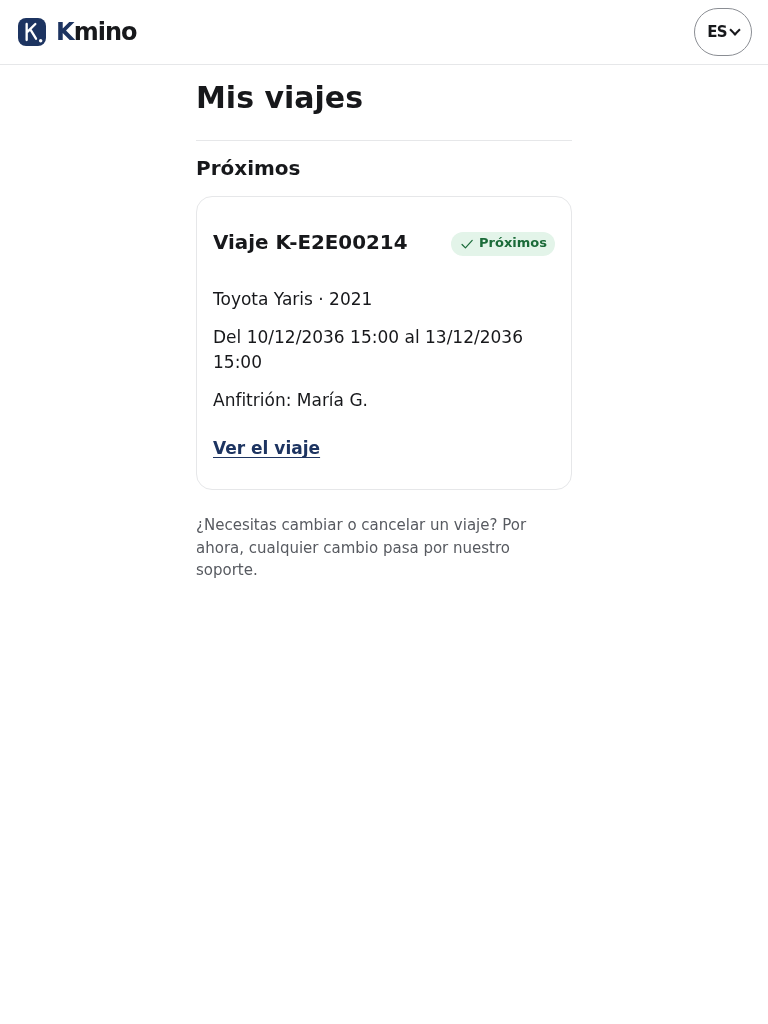 K. Kmino
ES
Mis viajes
Próximos
Viaje K-E2E00214
Próximos
Toyota Yaris · 2021
Del 10/12/2036 15:00 al 13/12/2036
15:00
Anfitrión: María G.
Ver el viaje
¿Necesitas cambiar o cancelar un viaje? Por
ahora, cualquier cambio pasa por nuestro
soporte.